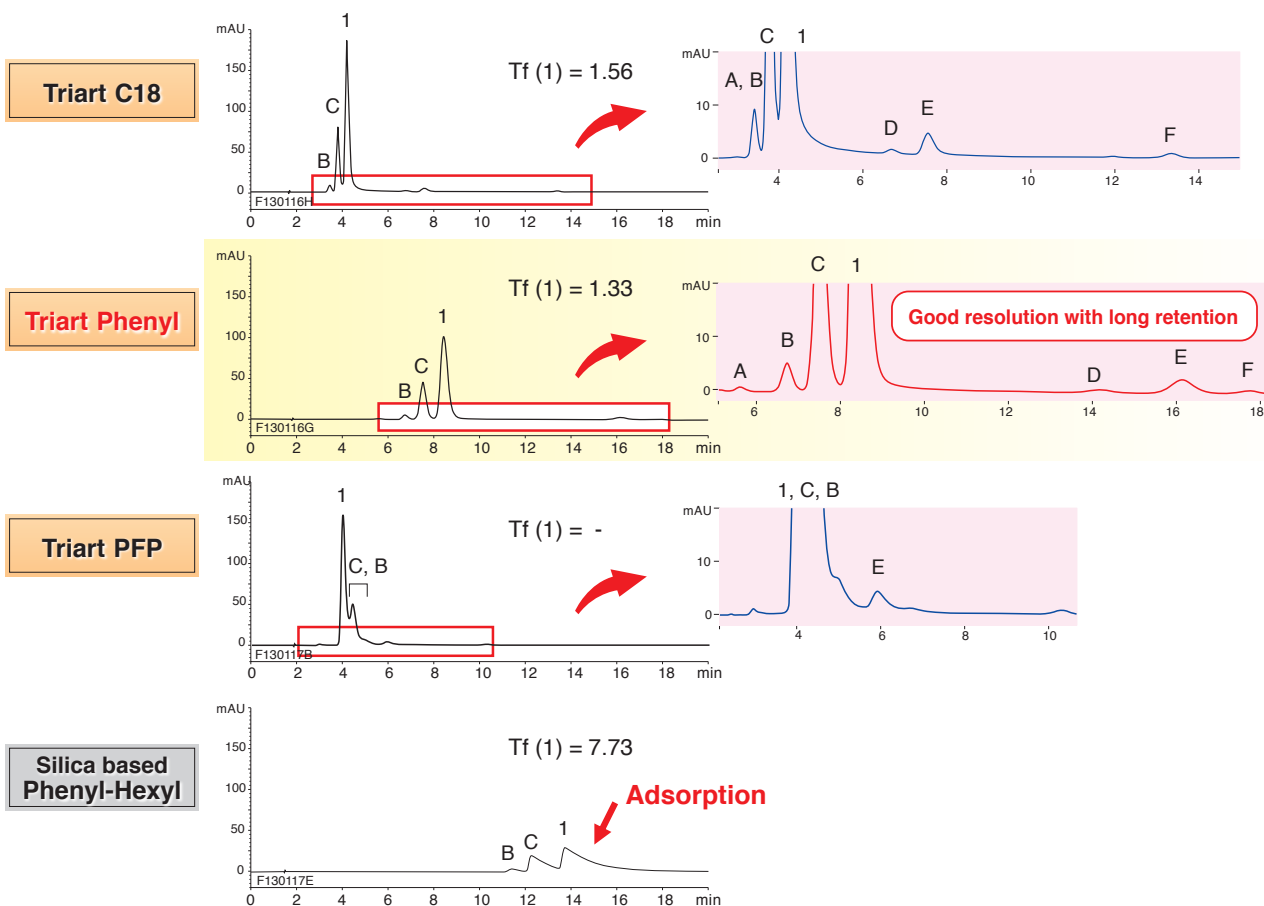 Triart C18
mAU
150
100
50
0
B
C
1
Tf (1) = 1.56
F130116H
0 2 4 6 8 10 12 14 16 18 min
mAU
10
0
A, B
C
1
D
E
F
4 6 8 10 12 14
Triart Phenyl
mAU
150
100
50
0
B
C
1
Tf (1) = 1.33
F130116G
0 2 4 6 8 10 12 14 16 18 min
mAU
10
0
A
B
C
1
Good resolution with long retention
D
E
F
6 8 10 12 14 16 18
Triart PFP
mAU
150
100
50
0
1
C, B
Tf (1) = -
F130117B
0 2 4 6 8 10 12 14 16 18 min
mAU
10
0
1, C, B
E
4 6 8 10
Silica based
Phenyl-Hexyl
mAU
150
100
50
0
Tf (1) = 7.73
Adsorption
B
C
1
F130117E
0 2 4 6 8 10 12 14 16 18 min